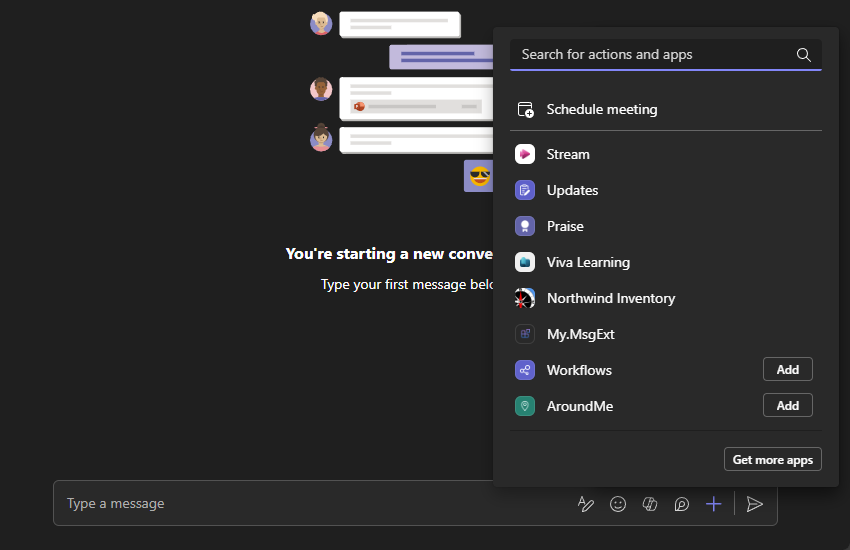 Search for actions and apps
Schedule meeting
Stream
Updates
Praise
You're starting a new conve
Viva Learning
Type your first message belo
Northwind Inventory
My.MsgExt
Workflows
Add
AroundMe
Add
Get more apps
Type a message